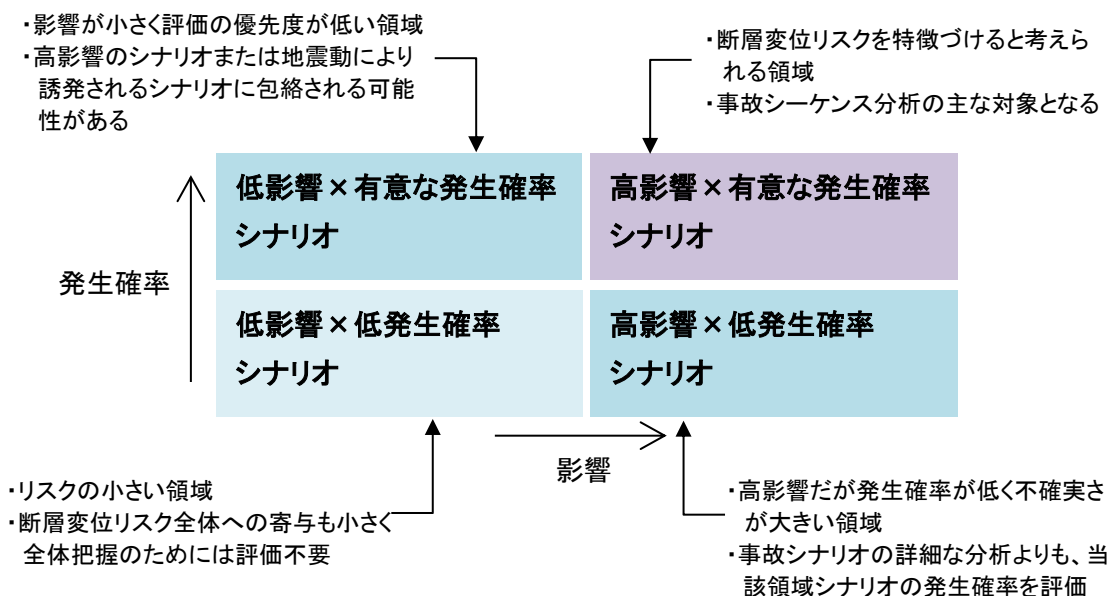 ・影響が小さく評価の優先度が低い領域
・高影響のシナリオまたは地震動により
誘発されるシナリオに包絡される可能
性がある
・断層変位リスクを特徴づけると考えら
れる領域
・事故シーケンス分析の主な対象となる
発生確率
低影響×有意な発生確率
シナリオ
高影響×有意な発生確率
シナリオ
低影響×低発生確率
シナリオ
高影響×低発生確率
シナリオ
影響
・リスクの小さい領域
・断層変位リスク全体への寄与も小さく
全体把握のためには評価不要
・高影響だが発生確率が低く不確実さ
が大きい領域
・事故シナリオの詳細な分析よりも、当
該領域シナリオの発生確率を評価